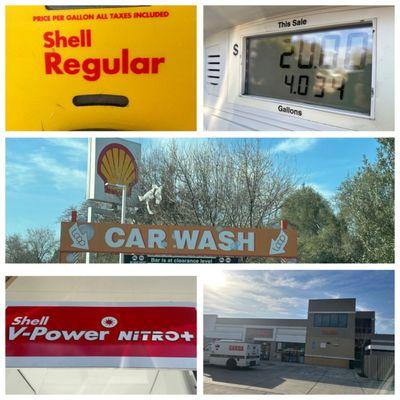 PRICE PER GALLON ALL TAXES INCLUDED
Shell
Regular
This Sale
$ 20.00
4.034
Gallons
CAR WASH
Bar is at clearance level
Shell
V-Power NiTRO+